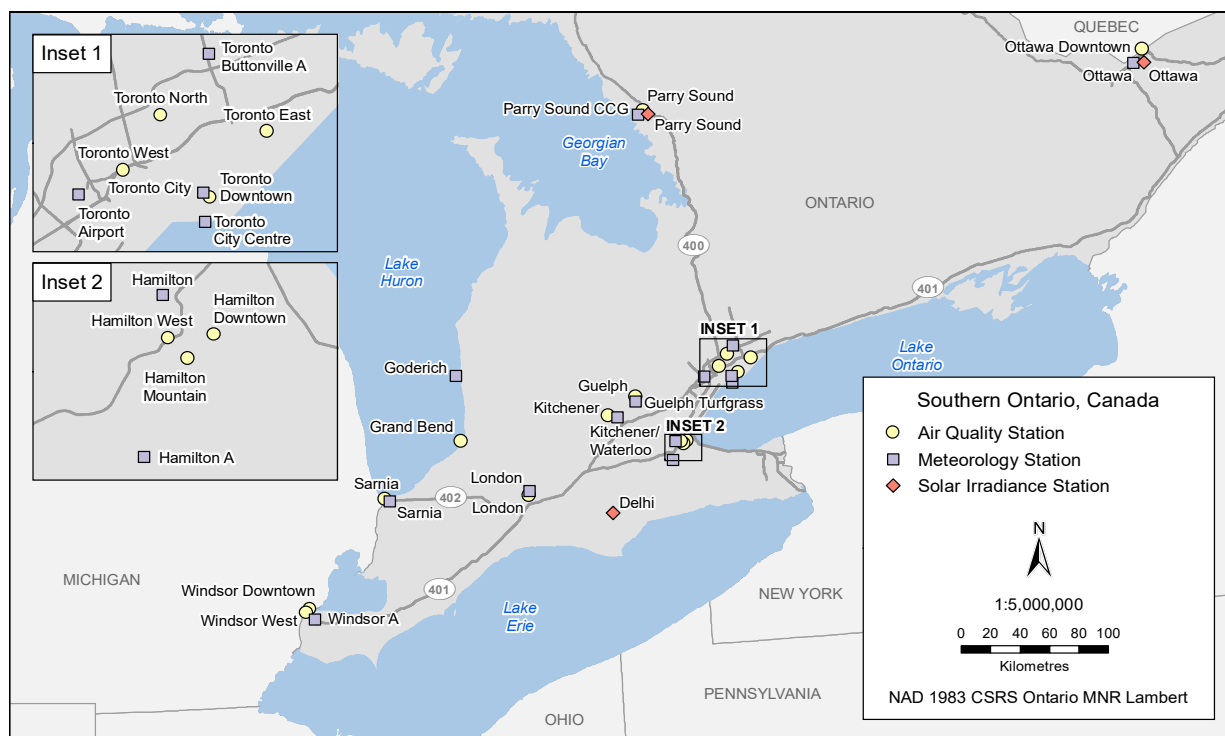 Inset 1
Toronto
Buttonville A
Toronto North
Toronto East
Toronto West
Toronto City
Toronto
Downtown
Toronto
Airport
Toronto
City Centre
Inset 2
Hamilton
Hamilton
Downtown
Hamilton West
Hamilton
Mountain
Hamilton A
QUEBEC
Ottawa Downtown
Ottawa
Ottawa
Parry Sound
Parry Sound CCG
Parry Sound
Georgian
Bay
ONTARIO
400
Lake
Huron
401
INSET 1
Lake
Ontario
Goderich
Guelph
Guelph Turfgrass
Kitchener
Kitchener/
Waterloo
INSET 2
Grand Bend
Sarnia
Sarnia
402
London
London
Delhi
MICHIGAN
Windsor Downtown
Windsor West
Windsor A
401
Lake
Erie
NEW YORK
PENNSYLVANIA
OHIO
Southern Ontario, Canada
Air Quality Station
Meteorology Station
Solar Irradiance Station
N
1:5,000,000
0 20 40 60 80 100
Kilometres
NAD 1983 CSRS Ontario MNR Lambert